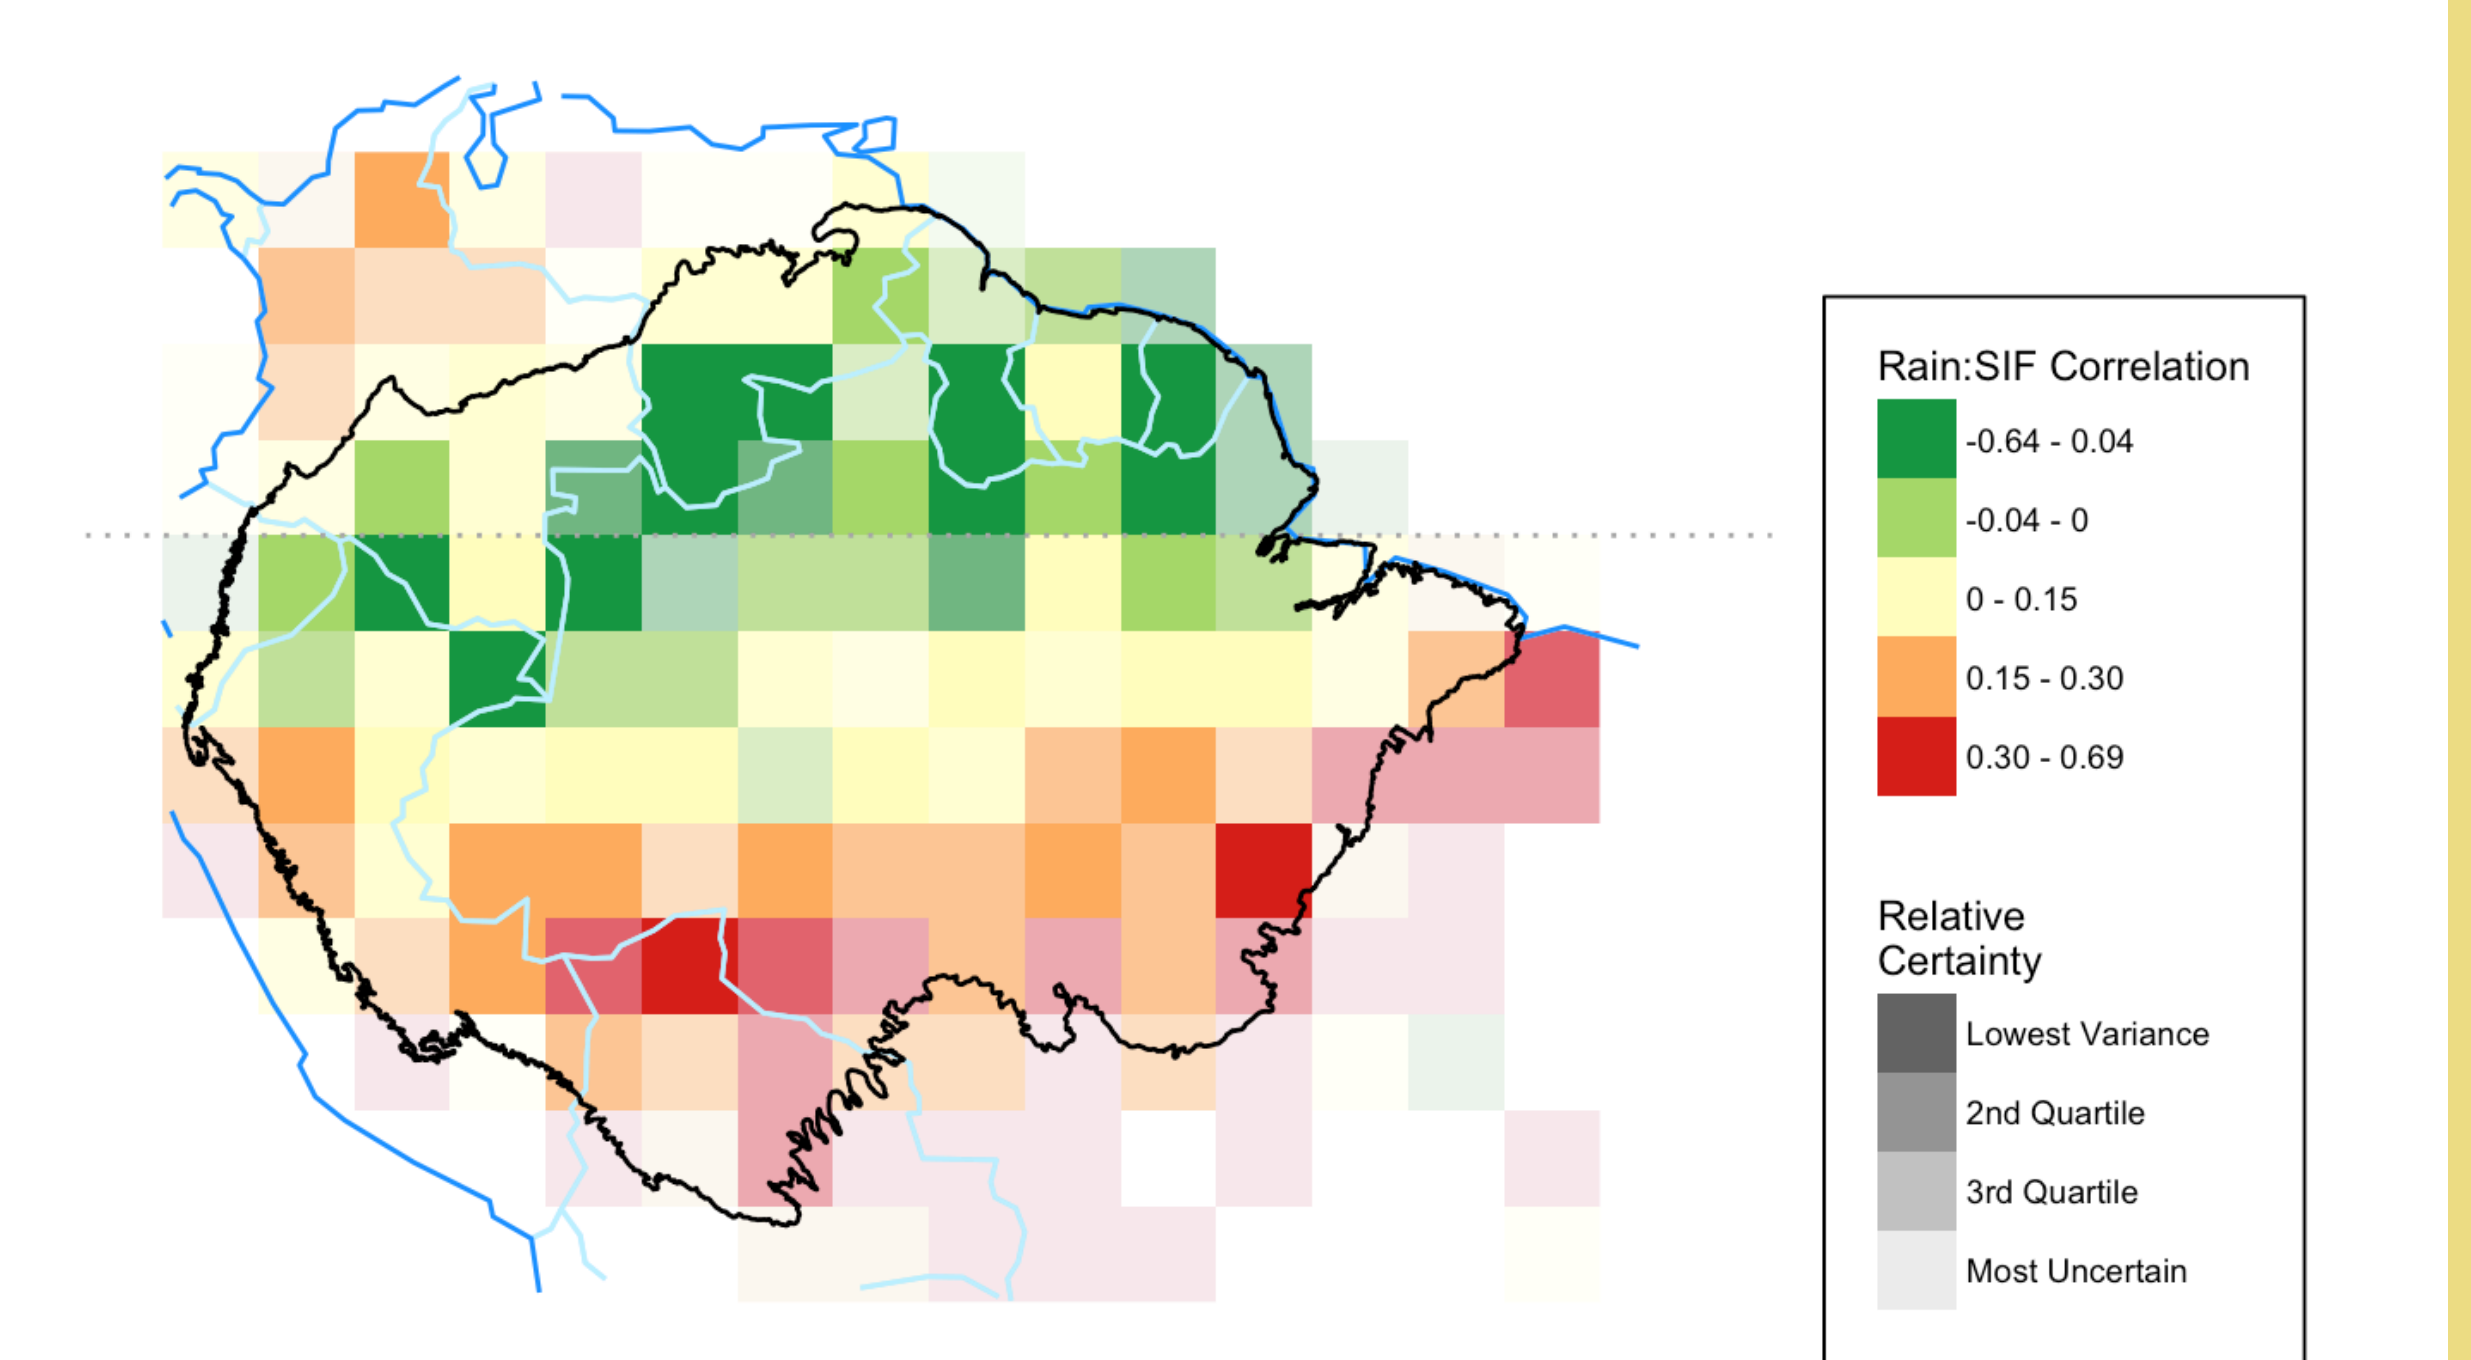 Rain:SIF Correlation
-0.64 - 0.04
-0.04 - 0
0 - 0.15
0.15 - 0.30
0.30 - 0.69
Relative
Certainty
Lowest Variance
2nd Quartile
3rd Quartile
Most Uncertain